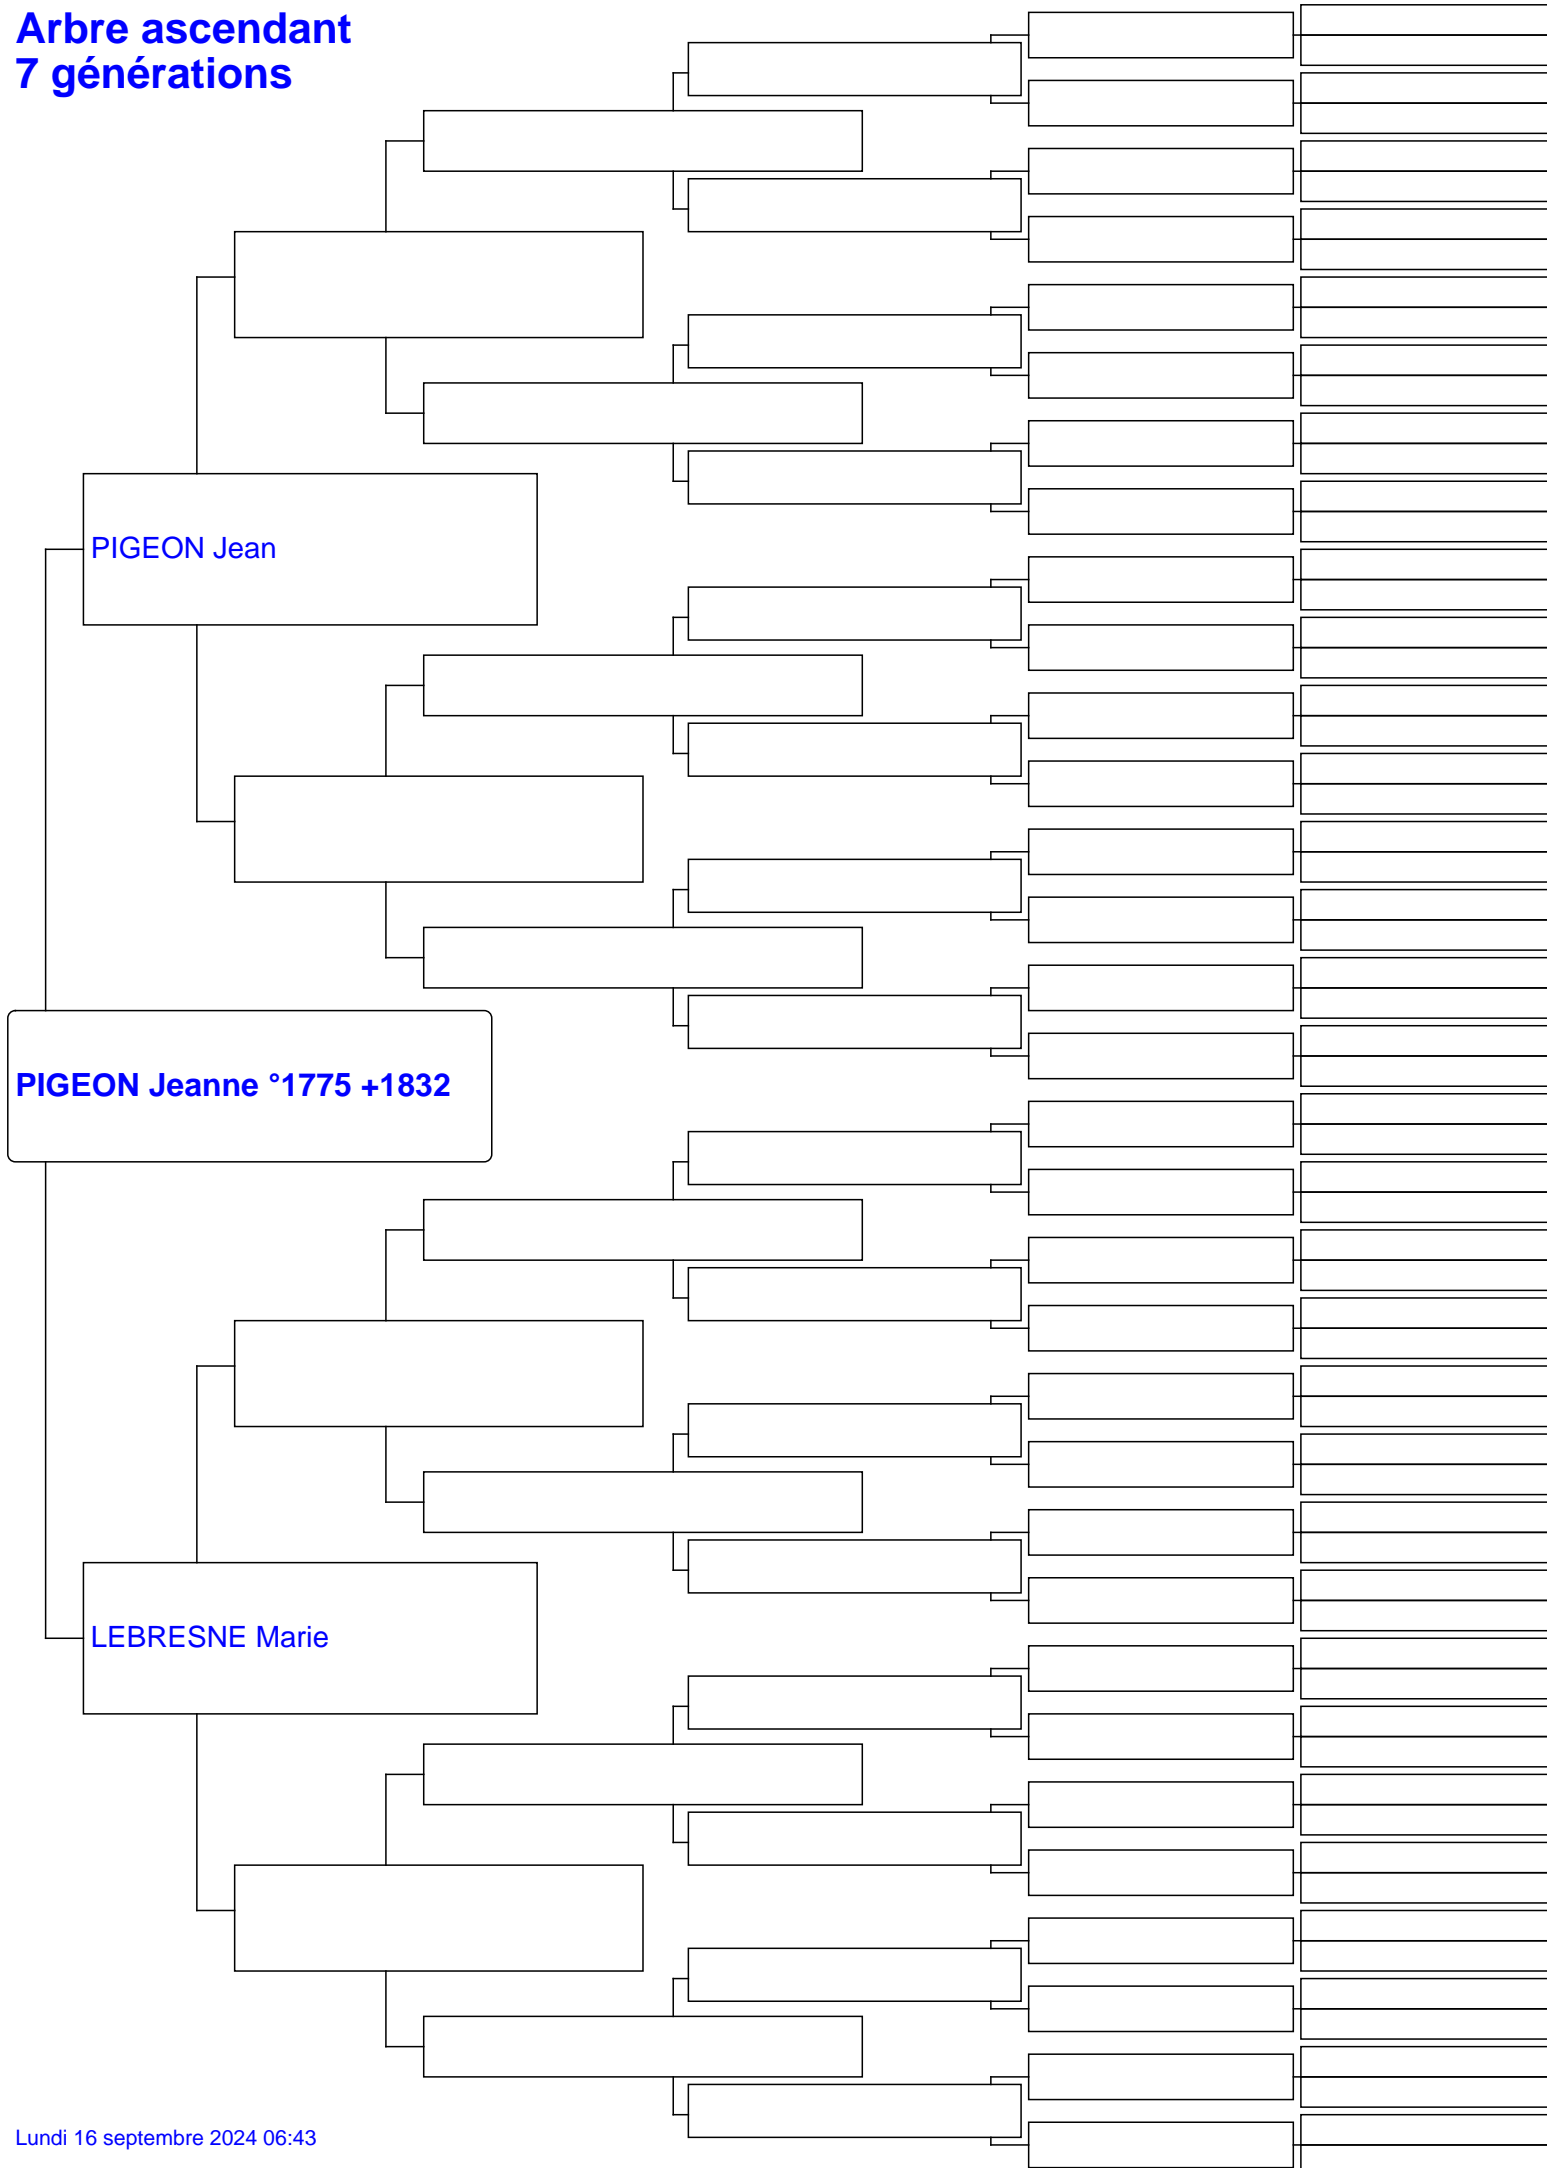 Arbre ascendant
7 générations
PIGEON Jean
PIGEON Jeanne °1775 +1832
LEBRESNE Marie
Lundi 16 septembre 2024 06:43